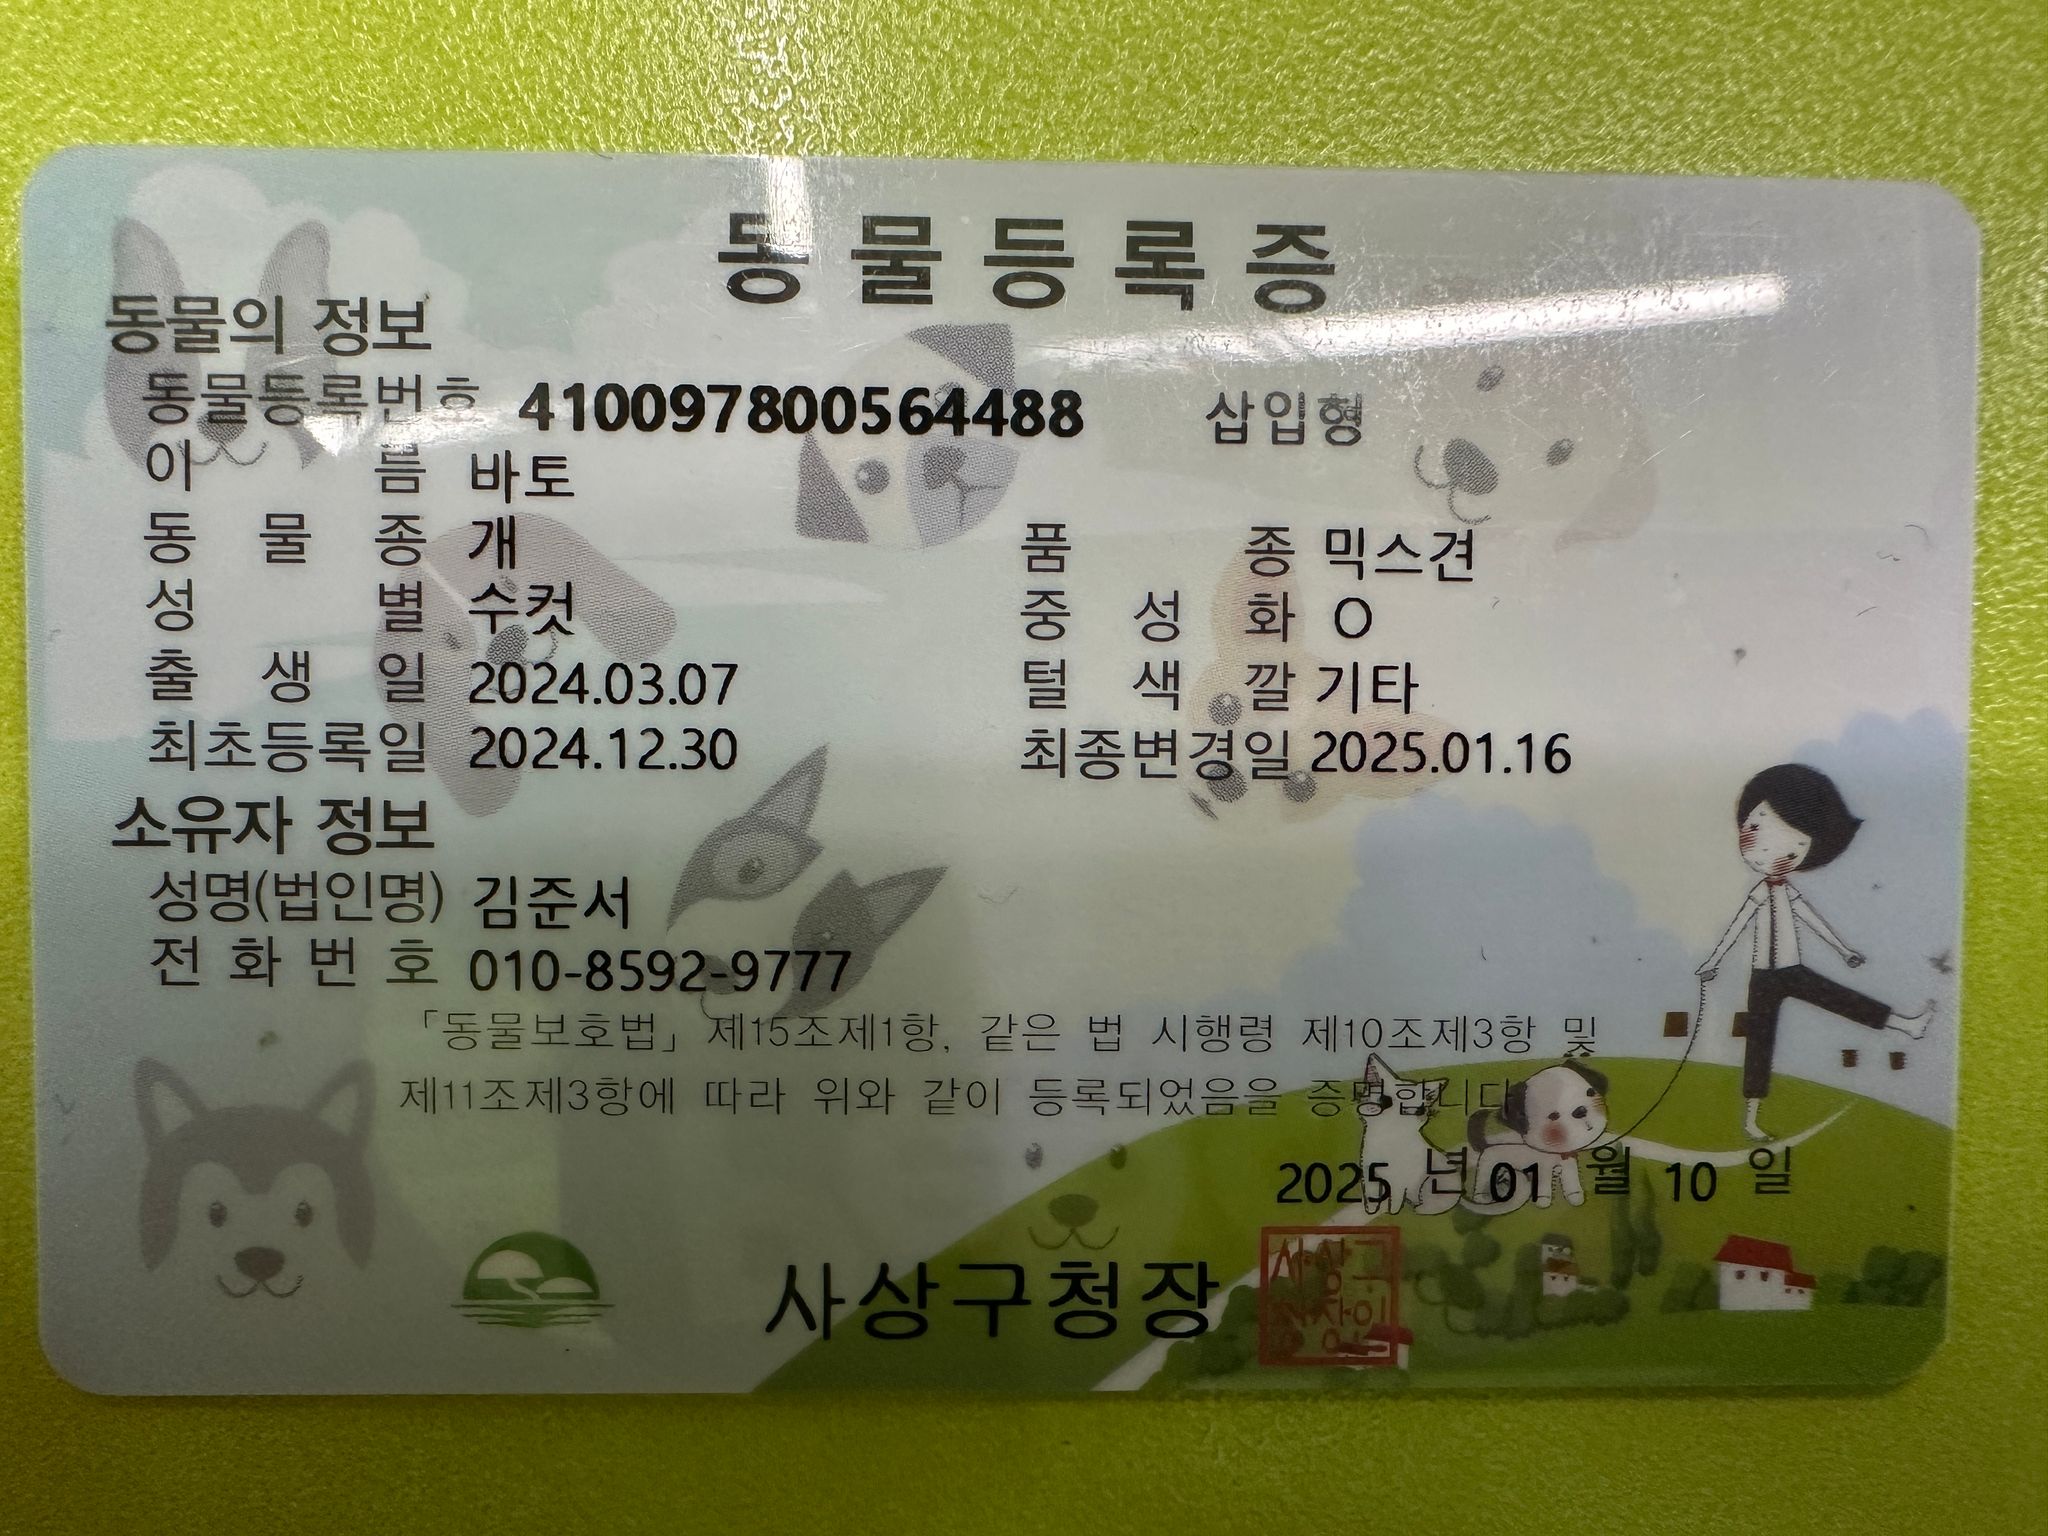 동물등록증
동물의 정보
동물등록번호 410097800564488 삽입형
이름 바토
동물종 개 품종 믹스견
성별 수컷 중성화 O
출생일 2024.03.07 털색깔 기타
최초등록일 2024.12.30 최종변경일 2025.01.16
소유자 정보
성명(법인명) 김준서
전화번호 010-8592-9777
「동물보호법」 제15조제1항, 같은 법 시행령 제10조제3항 및
제11조제3항에 따라 위와 같이 등록되었음을 증명합니다
2025 년 01 월 10 일
사상구청장
사상구
청장인